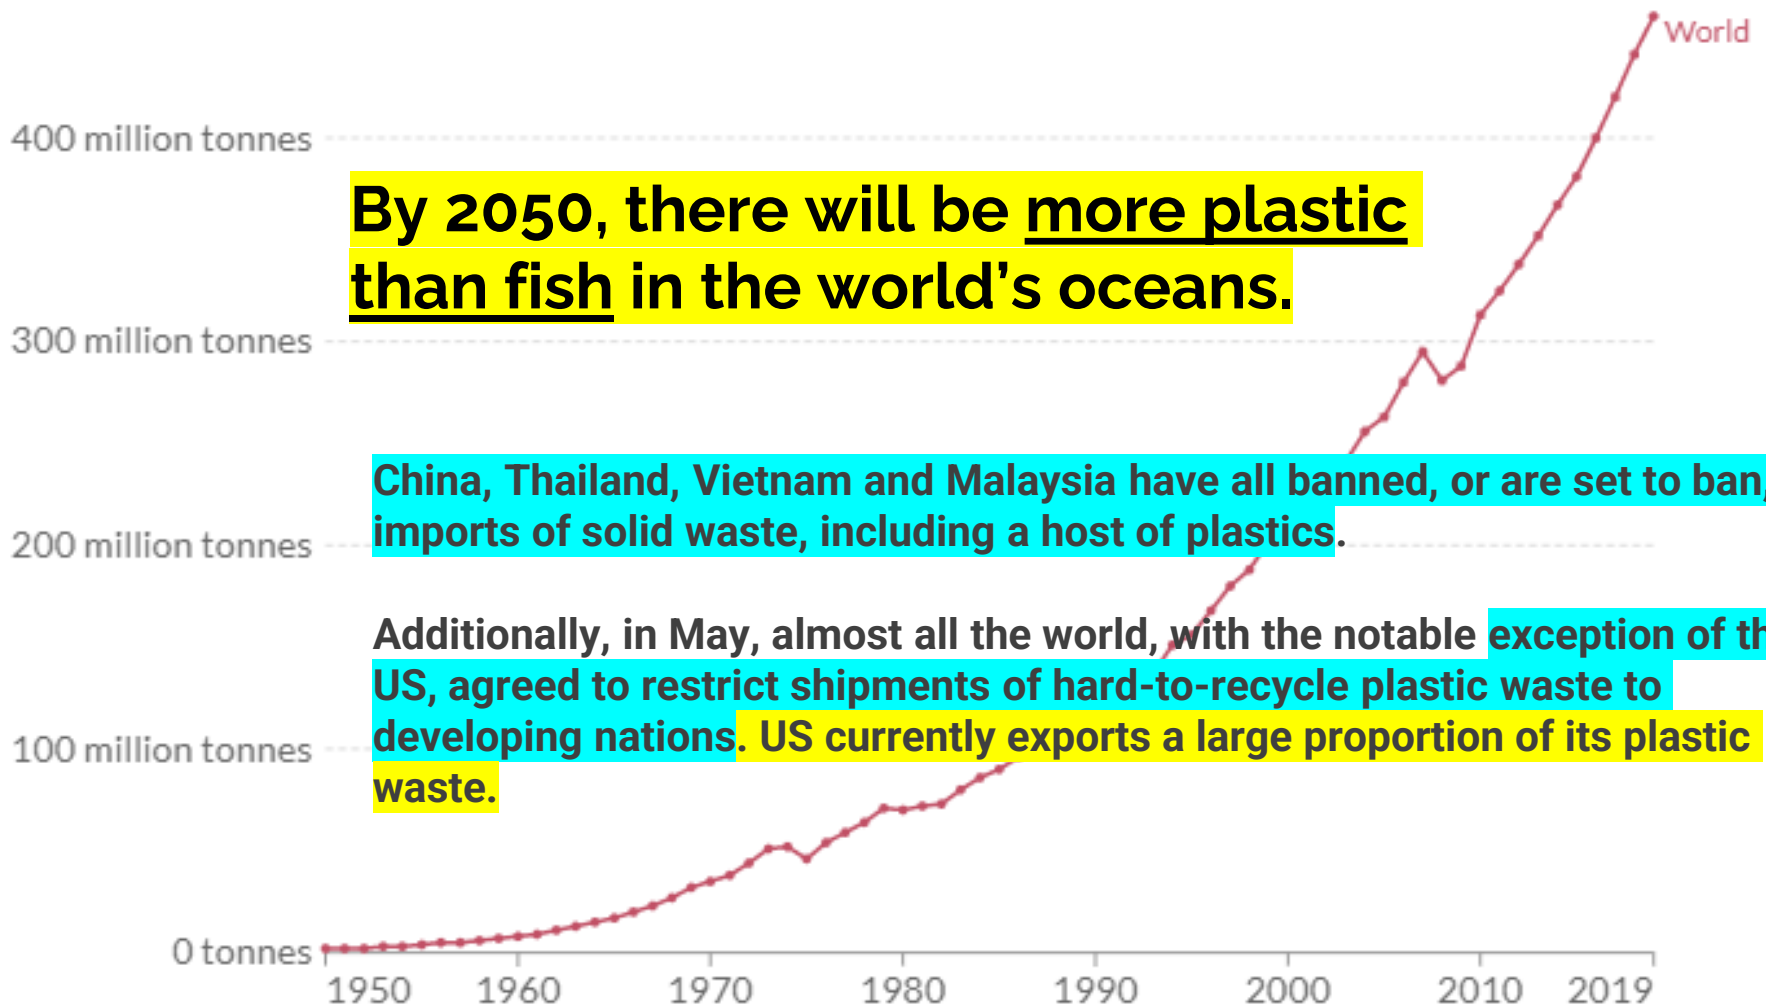 World
400 million tonnes
By 2050, there will be more plastic
than fish in the world’s oceans.
300 million tonnes
China, Thailand, Vietnam and Malaysia have all banned, or are set to ban,
imports of solid waste, including a host of plastics.
200 million tonnes
Additionally, in May, almost all the world, with the notable exception of
US, agreed to restrict shipments of hard-to-recycle plastic waste to
developing nations. US currently exports a large proportion of its plastic
100 million tonnes
waste.
0 tonnes
1950 1960 1970 1980 1990 2000 2010 2019